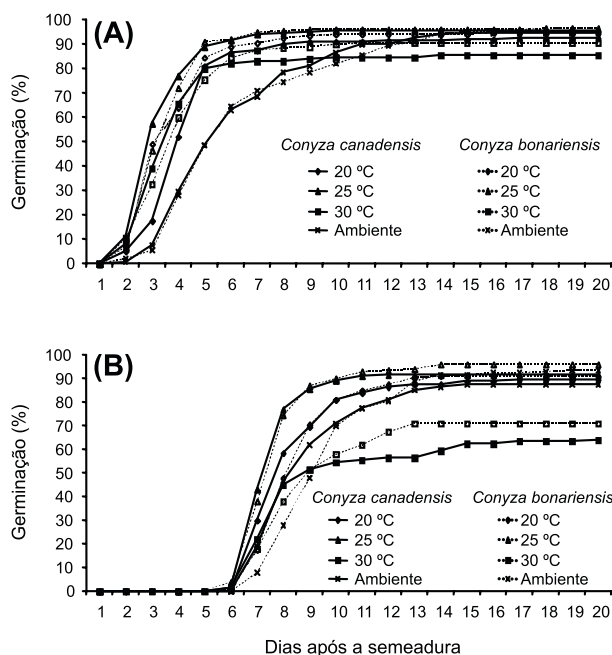 (A)
Germinação (%)
100
90
80
70
60
50
40
30
20
10
0
Conyza canadensis Conyza bonariensis
20 ºC 20 ºC
25 ºC 25 ºC
30 ºC 30 ºC
Ambiente Ambiente
1 2 3 4 5 6 7 8 9 10 11 12 13 14 15 16 17 18 19 20
(B)
Germinação (%)
100
90
80
70
60
50
40
30
20
10
0
Conyza canadensis Conyza bonariensis
20 ºC 20 ºC
25 ºC 25 ºC
30 ºC 30 ºC
Ambiente Ambiente
1 2 3 4 5 6 7 8 9 10 11 12 13 14 15 16 17 18 19 20
Dias após a semeadura